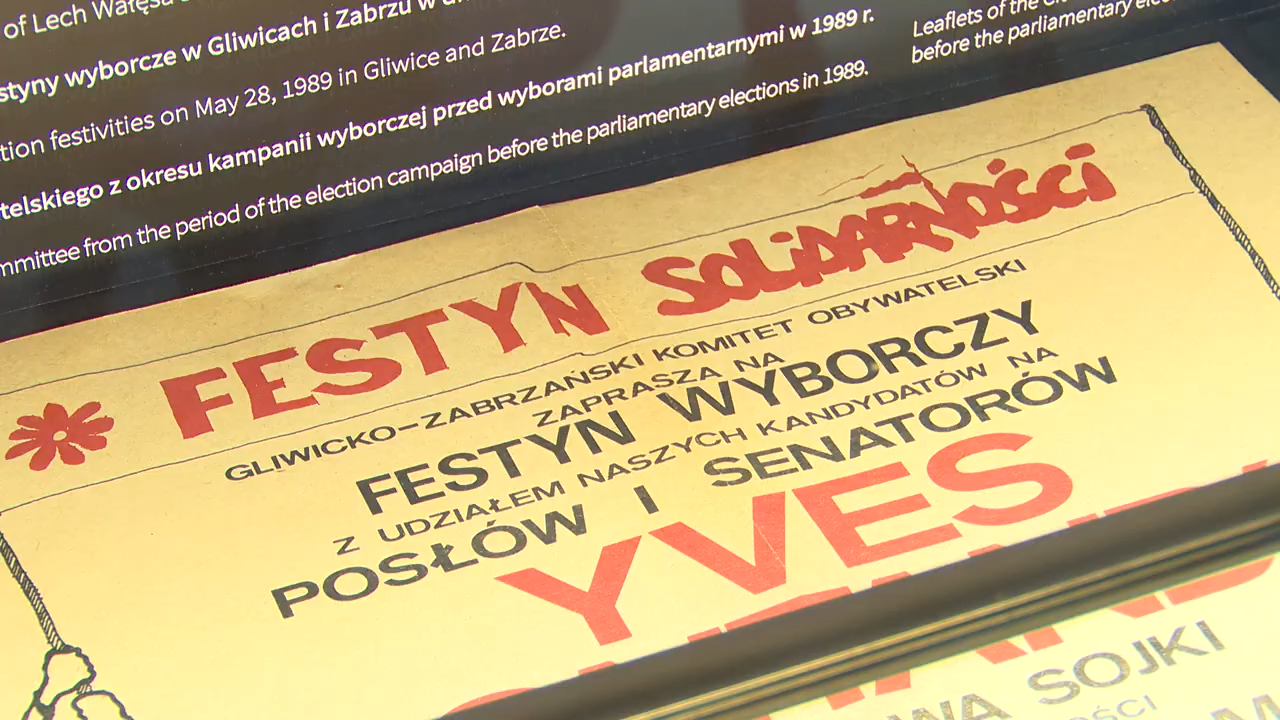 of Lech Wałęsa
styny wyborcze w Gliwicach i Zabrzu w
tion festivities on May 28, 1989 in Gliwice and Zabrze.
telskiego z okresu kampanii wyborczej przed wyborami parlamentarnymi w 1989 r.
mmittee from the period of the election campaign before the parliamentary elections in 1989.
Leaflets of the
before the parliamentary
FESTYN SOLiDARNOŚCi
GLIWICKO-ZABRZAŃSKI KOMITET OBYWATELSKI
ZAPRASZA NA
FESTYN WYBORCZY
Z UDZIAŁEM NASZYCH KANDYDATÓW NA
POSŁÓW I SENATORÓW
YVES
WA SOJKI
ŚCI